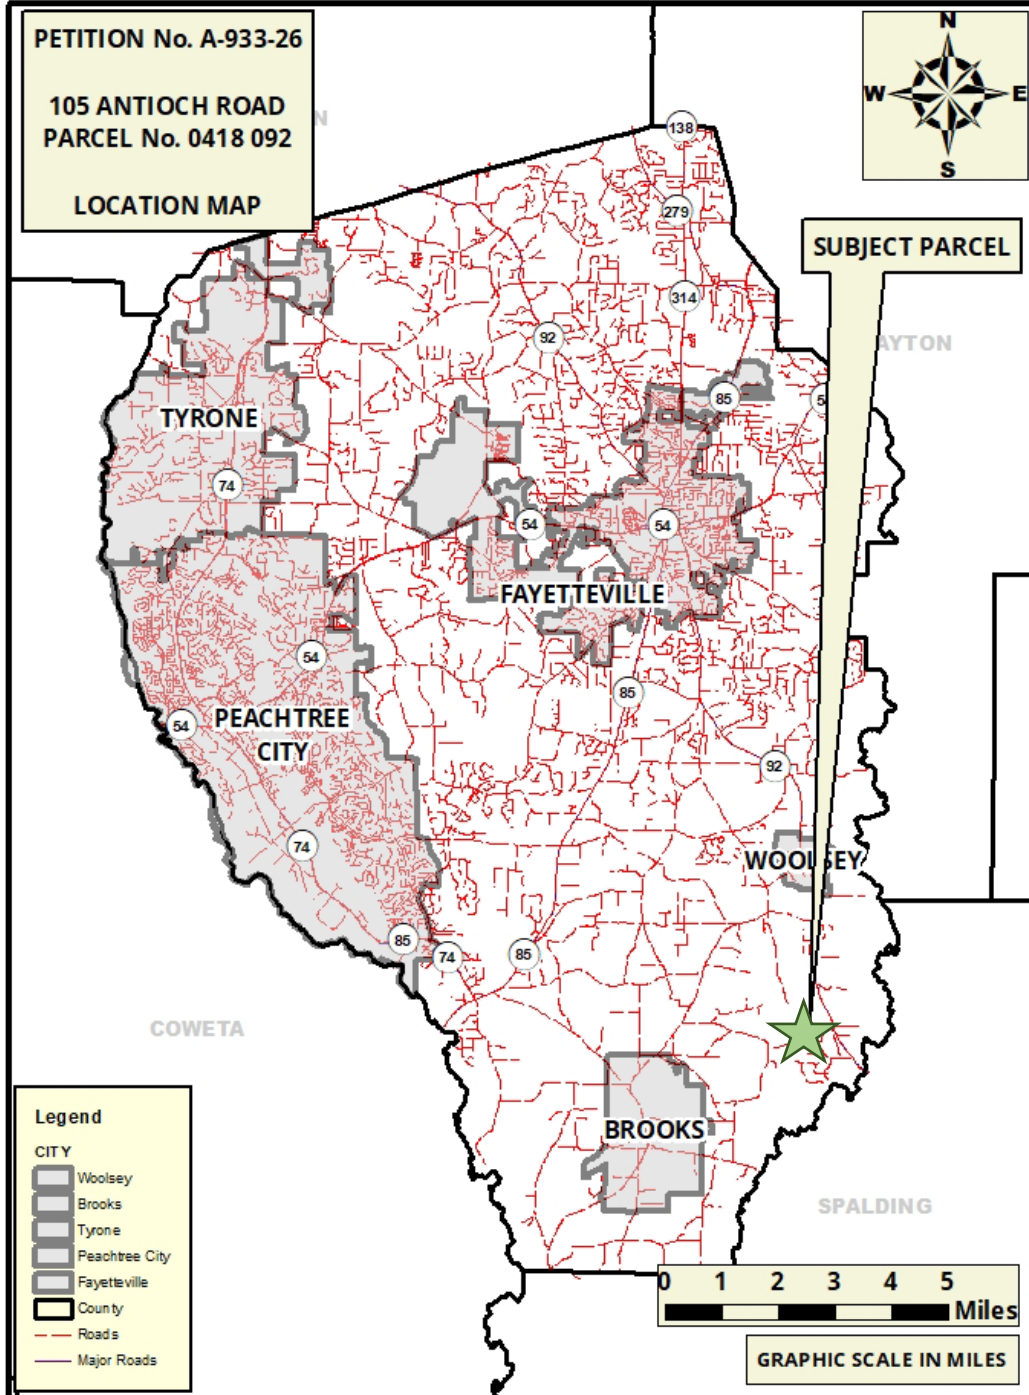 PETITION No. A-933-26
105 ANTIOCH ROAD
PARCEL No. 0418 092
LOCATION MAP
N
W
E
S
N
138
279
SUBJECT PARCEL
314
92
AYTON
85
5
TYRONE
74
54
54
FAYETTEVILLE
54
85
54
PEACHTREE
CITY
92
74
WOOLSEY
85
74
85
COWETA
BROOKS
SPALDING
Legend
CITY
Woolsey
Brooks
Tyrone
Peachtree City
Fayetteville
County
Roads
Major Roads
0 1 2 3 4 5
Miles
GRAPHIC SCALE IN MILES